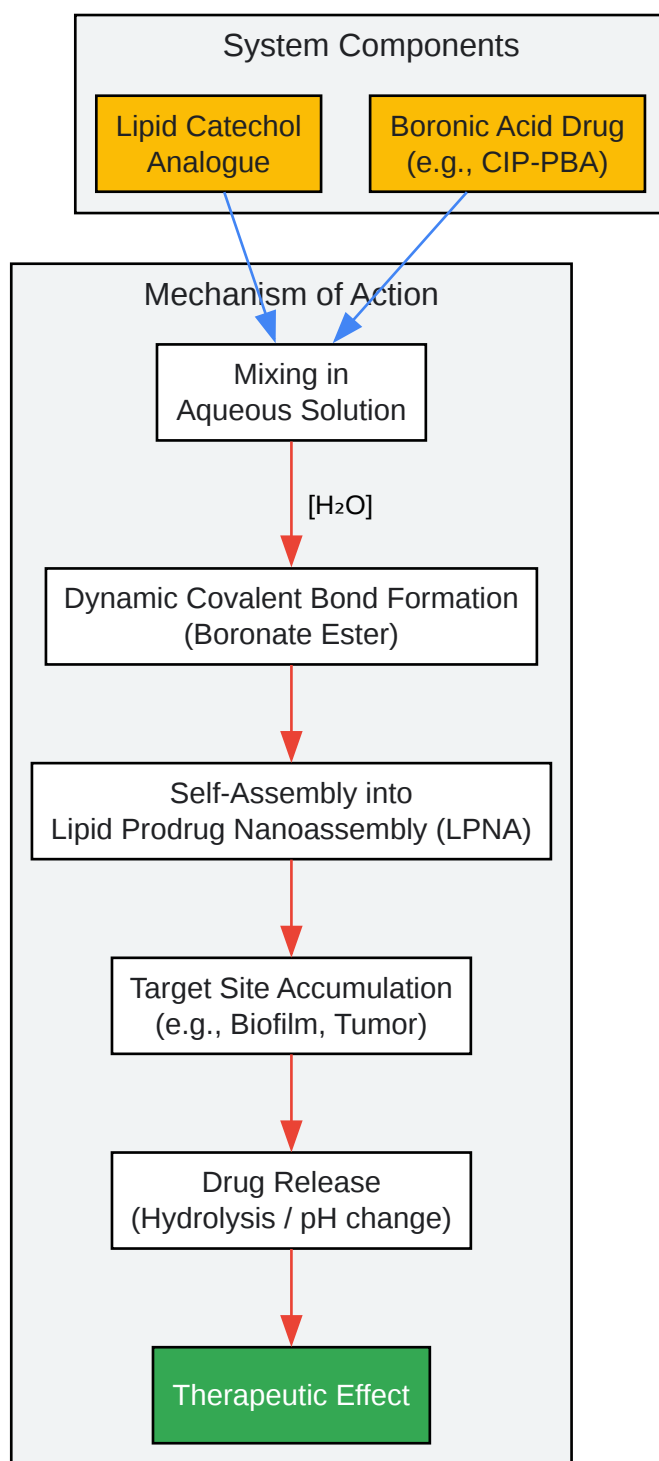 System Components
Lipid Catechol
Analogue
Boronic Acid Drug
(e.g., CIP-PBA)
Mechanism of Action
Mixing in
Aqueous Solution
[H₂O]
Dynamic Covalent Bond Formation
(Boronate Ester)
Self-Assembly into
Lipid Prodrug Nanoassembly (LPNA)
Target Site Accumulation
(e.g., Biofilm, Tumor)
Drug Release
(Hydrolysis / pH change)
Therapeutic Effect